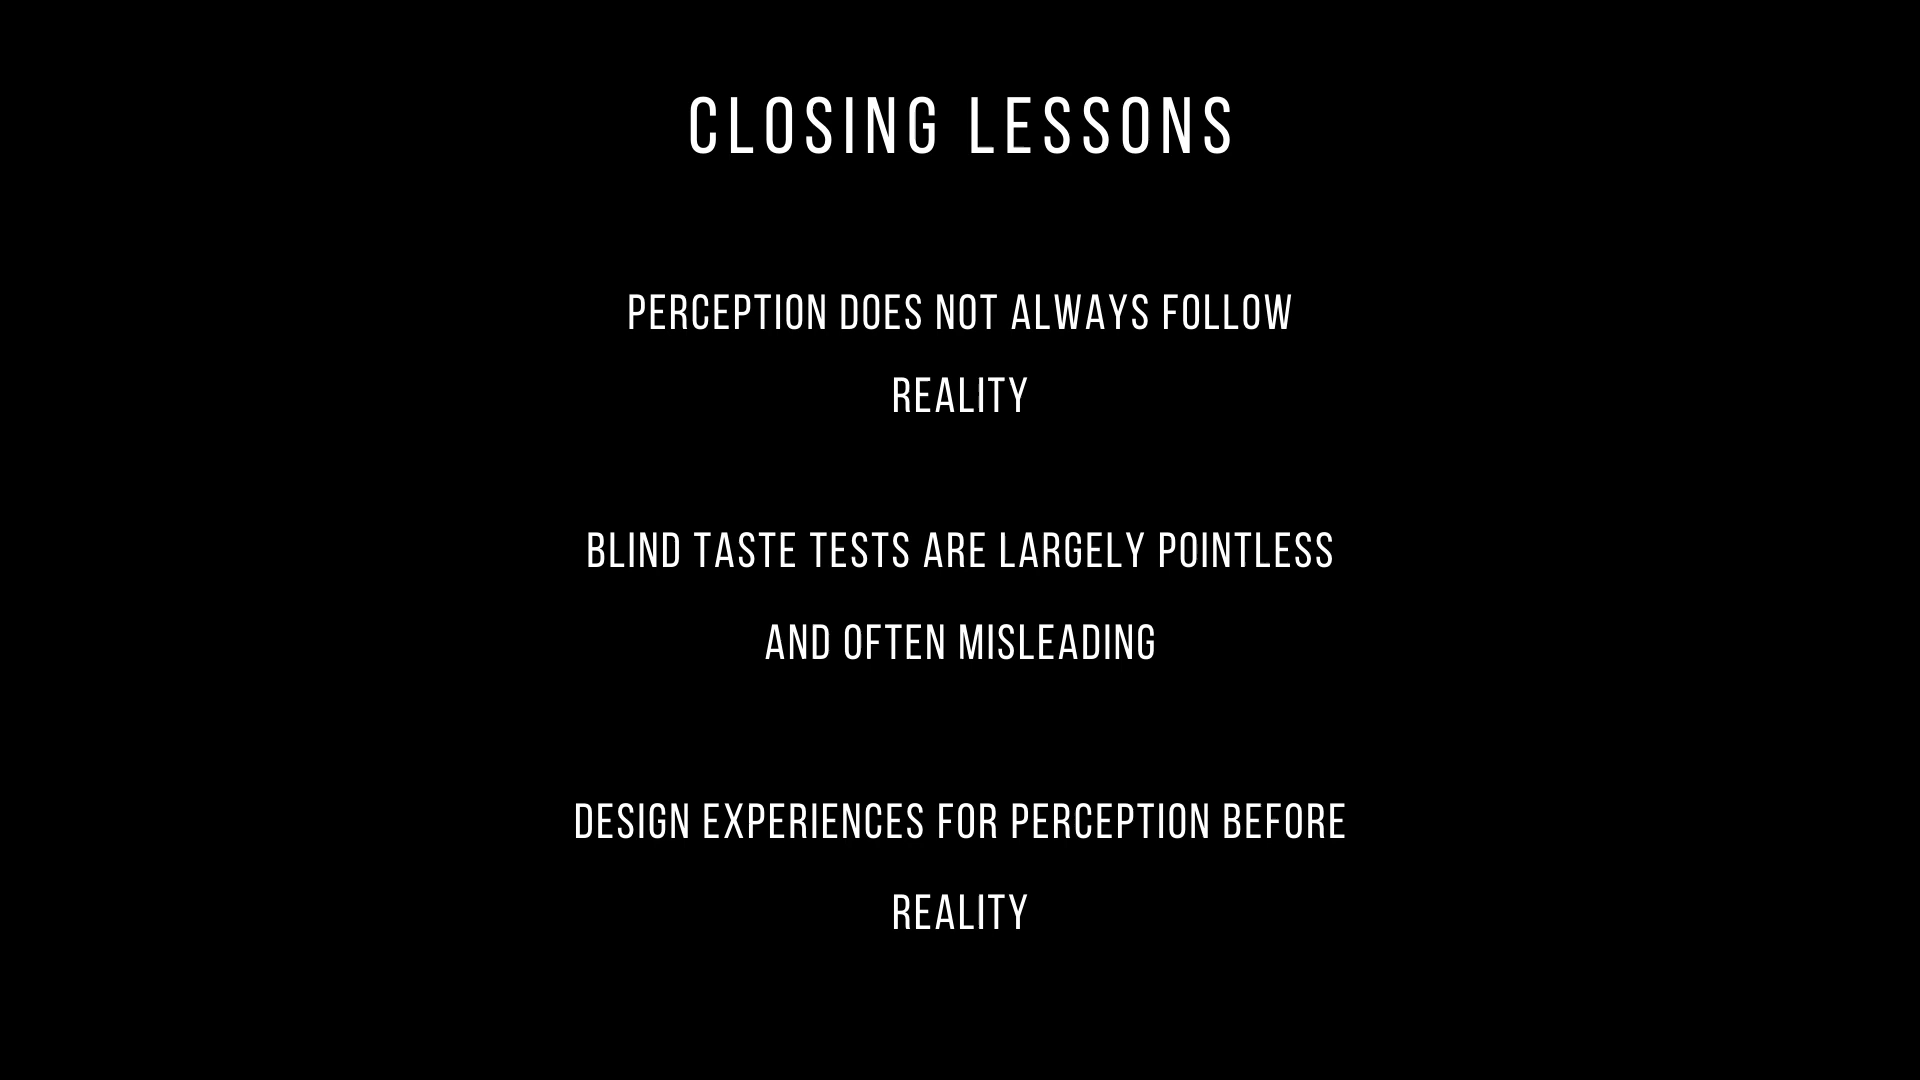 CLOSING LESSONS
PERCEPTION DOES NOT ALWAYS FOLLOW
REALITY
BLIND TASTE TESTS ARE LARGELY POINTLESS
AND OFTEN MISLEADING
DESIGN EXPERIENCES FOR PERCEPTION BEFORE
REALITY